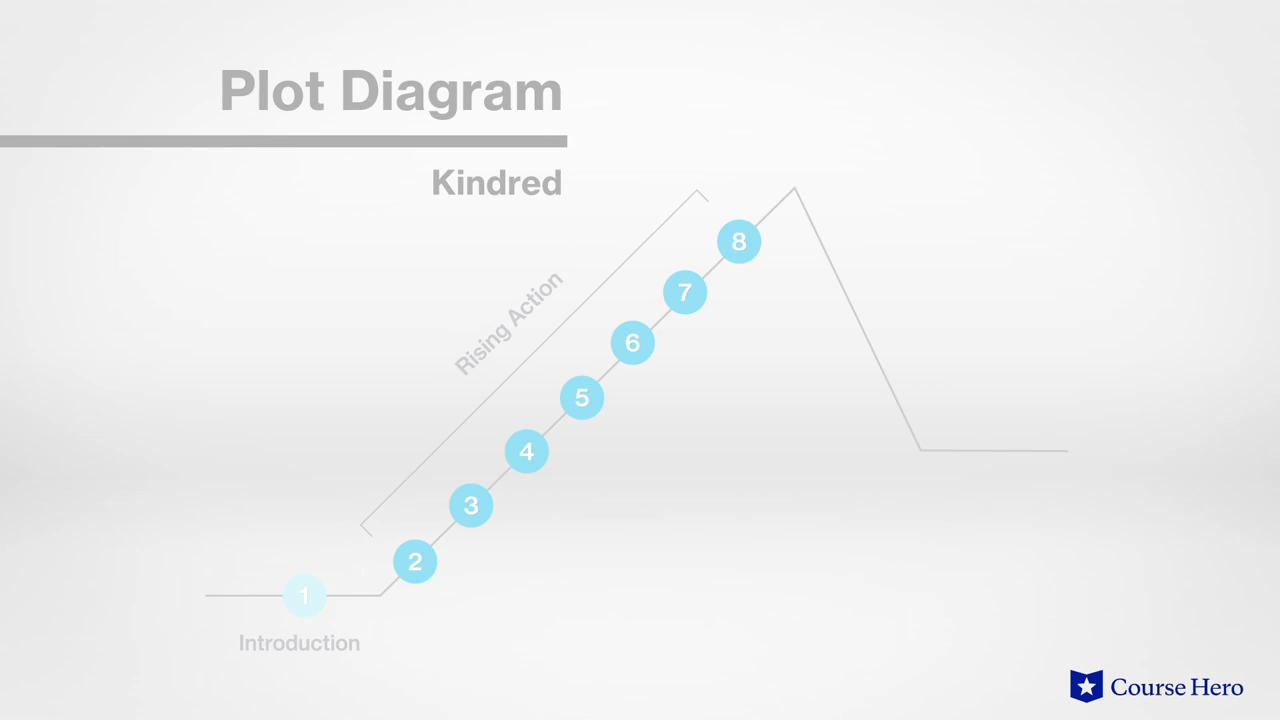 Plot Diagram
Kindred
Rising Action
8
7
6
5
4
3
2
1
Introduction
Course Hero